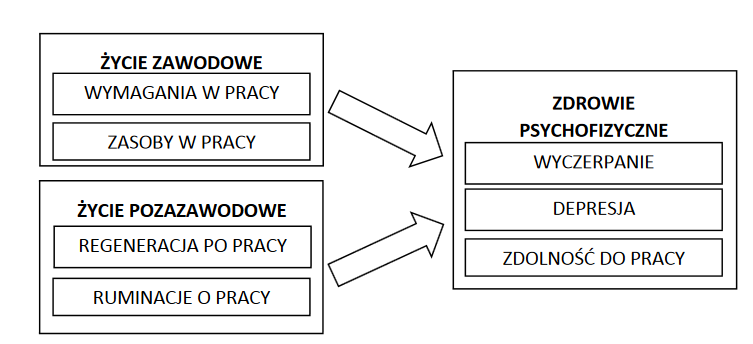 ŻYCIE ZAWODOWE
WYMAGANIA W PRACY
ZASOBY W PRACY
ŻYCIE POZAZAWODOWE
REGENERACJA PO PRACY
RUMINACJE O PRACY
ZDROWIE
PSYCHOFIZYCZNE
WYCZERPANIE
DEPRESJA
ZDOLNOŚĆ DO PRACY